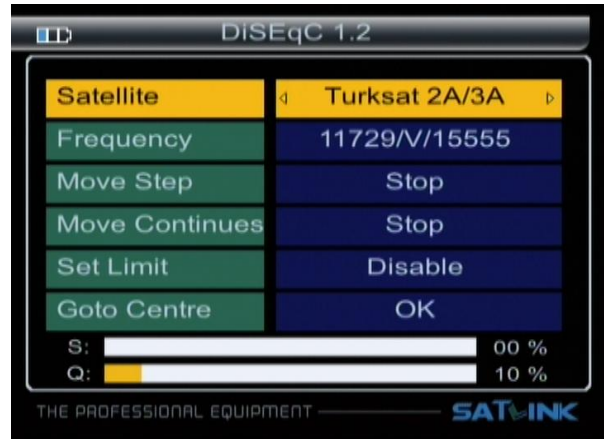 DiSEqC 1.2
Satellite Turksat 2A/3A
Frequency 11729/V/15555
Move Step Stop
Move Continues Stop
Set Limit Disable
Goto Centre OK
S: 00 %
Q: 10 %
THE PROFESSIONAL EQUIPMENT SATLINK